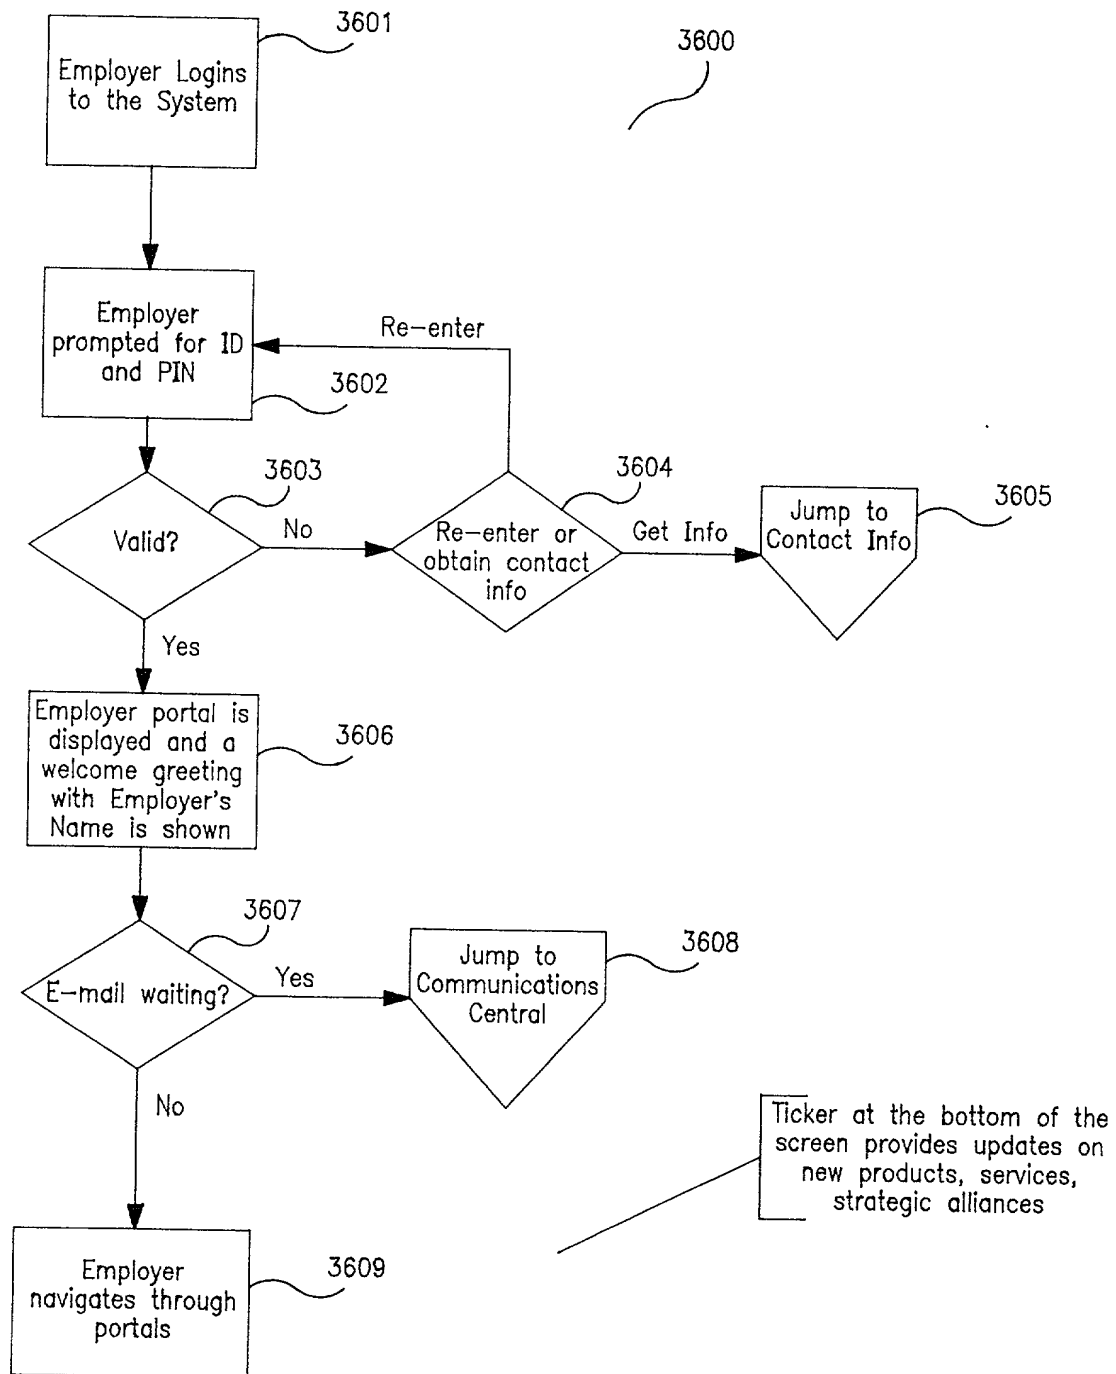 3601
3600
Employer Logins
to the System
Employer
prompted for ID
and PIN
Re-enter
3602
3603
3604
3605
Valid?
No
Re-enter or
obtain contact
info
Get Info
Jump to
Contact Info
Yes
Employer portal is
displayed and a
welcome greeting
with Employer's
Name is shown
3606
3607
E-mail waiting?
Yes
Jump to
Communications
Central
3608
No
Ticker at the bottom of the
screen provides updates on
new products, services,
strategic alliances
Employer
navigates through
portals
3609